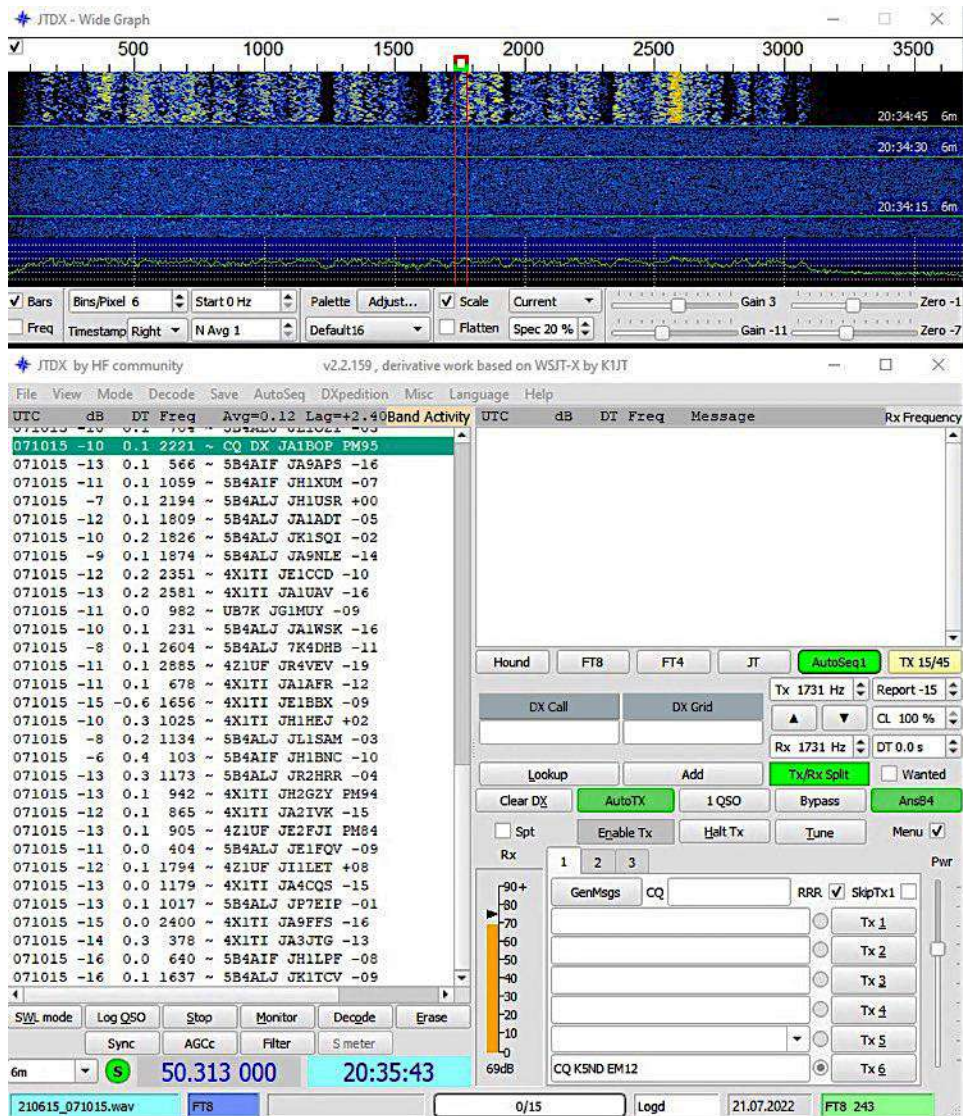 JTDX - Wide Graph
500 1000 1500 2000 2500 3000 3500
20:34:45 6m
20:34:30 6m
20:34:15 6m
Bars Bins/Pixel 6 Start 0 Hz Palette Adjust... Scale Current Gain 3 Zero -1
Freq Timestamp Right N Avg 1 Default16 Flatten Spec 20 % Gain -11 Zero -7
JTDX by HF community v2.2.159 , derivative work based on WSJT-X by K1JT
File View Mode Decode Save AutoSeq DXpedition Misc Language Help
UTC dB DT Freq Avg=0.12 Lag=+2.40 Band Activity
071015 -10 0.1 2221 ~ CQ DX JA1BOP PM95
071015 -13 0.1 566 ~ 5B4AIF JA9APS -16
071015 -11 0.1 1059 ~ 5B4AIF JH1XUM -07
071015 -7 0.1 2194 ~ 5B4ALJ JH1USR +00
071015 -12 0.1 1809 ~ 5B4ALJ JA1ADT -05
071015 -10 0.2 1826 ~ 5B4ALJ JK1SQI -02
071015 -9 0.1 1874 ~ 5B4ALJ JA9NLE -14
071015 -12 0.2 2351 ~ 4X1TI JE1CCD -10
071015 -13 0.2 2581 ~ 4X1TI JA1UAV -16
071015 -11 0.0 982 ~ UB7K JG1MUY -09
071015 -10 0.1 231 ~ 5B4ALJ JA1WSK -16
071015 -8 0.1 2604 ~ 5B4ALJ 7K4DHB -11
071015 -11 0.1 2885 ~ 4Z1UF JR4VEV -19
071015 -11 0.1 678 ~ 4X1TI JA1AFR -12
071015 -15 -0.6 1656 ~ 4X1TI JE1BBX -09
071015 -10 0.3 1025 ~ 4X1TI JH1HEJ +02
071015 -8 0.2 1134 ~ 5B4ALJ JL1SAM -03
071015 -6 0.4 103 ~ 5B4AIF JH1BNC -10
071015 -13 0.3 1173 ~ 5B4ALJ JR2HRR -04
071015 -13 0.1 942 ~ 4X1TI JH2GZY PM94
071015 -12 0.1 865 ~ 4X1TI JA2IVK -15
071015 -13 0.1 905 ~ 4Z1UF JE2FJI PM84
071015 -11 0.0 404 ~ 5B4ALJ JE1FQV -09
071015 -12 0.1 1794 ~ 4Z1UF JI1LET +08
071015 -13 0.0 1179 ~ 4X1TI JA4CQS -15
071015 -13 0.1 1017 ~ 5B4ALJ JP7EIP -01
071015 -15 0.0 2400 ~ 4X1TI JA9FFS -16
071015 -14 0.3 378 ~ 4X1TI JA3JTG -13
071015 -16 0.0 640 ~ 5B4AIF JH1LPF -08
071015 -16 0.1 1637 ~ 5B4ALJ JK1TCV -09
SWL mode Log QSO Stop Monitor Decode Erase
Sync AGCc Filter S meter
6m S 50.313 000 20:35:43
UTC dB DT Freq Message Rx Frequency
Hound FT8 FT4 JT AutoSeq1 TX 15/45
Tx 1731 Hz Report -15
DX Call DX Grid
CL 100 %
Rx 1731 Hz DT 0.0 s
Lookup Add Tx/Rx Split Wanted
Clear DX AutoTX 1 QSO Bypass AnsB4
Spt Enable Tx Halt Tx Tune Menu
Rx 1 2 3 Pwr
GenMsgs CQ RRR SkipTx1
90+
80
70
60
50
40
30
20
10
0
69dB
Tx 1
Tx 2
Tx 3
Tx 4
Tx 5
CQ K5ND EM12 Tx 6
210615_071015.wav FT8 0/15 Logd 21.07.2022 FT8 243